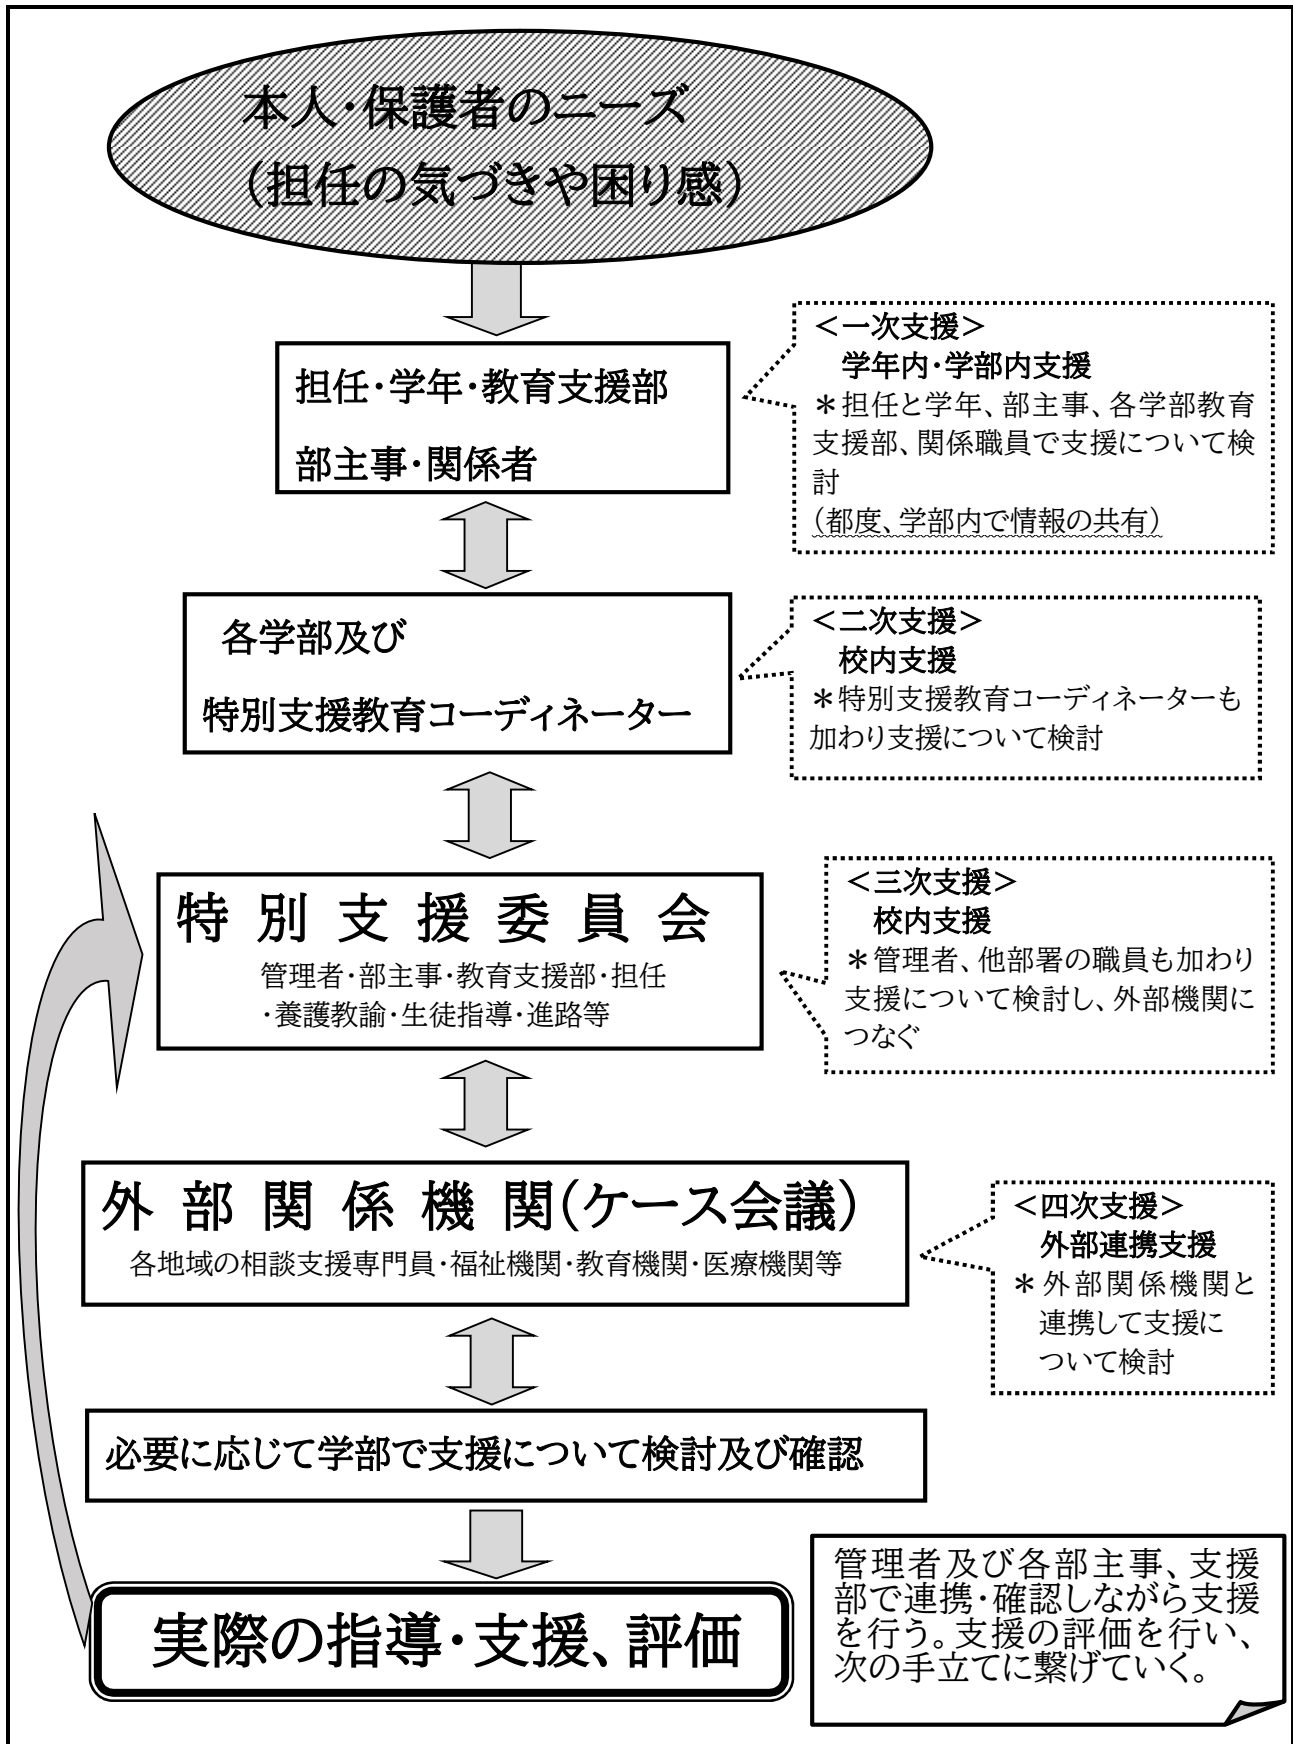 本人・保護者のニーズ
（担任の気づきや困り感）
担任・学年・教育支援部
部主事・関係者
＜一次支援＞
学年内・学部内支援
＊担任と学年、部主事、各学部教育
支援部、関係職員で支援について検
討
（都度、学部内で情報の共有）
各学部及び
特別支援教育コーディネーター
＜二次支援＞
校内支援
＊特別支援教育コーディネーターも
加わり支援について検討
特別支援委員会
管理者・部主事・教育支援部・担任
・養護教諭・生徒指導・進路等
＜三次支援＞
校内支援
＊管理者、他部署の職員も加わり
支援について検討し、外部機関に
つなぐ
外部関係機関（ケース会議）
各地域の相談支援専門員・福祉機関・教育機関・医療機関等
＜四次支援＞
外部連携支援
＊外部関係機関と
連携して支援に
ついて検討
必要に応じて学部で支援について検討及び確認
実際の指導・支援、評価
管理者及び各部主事、支援
部で連携・確認しながら支援
を行う。支援の評価を行い、
次の手立てに繋げていく。